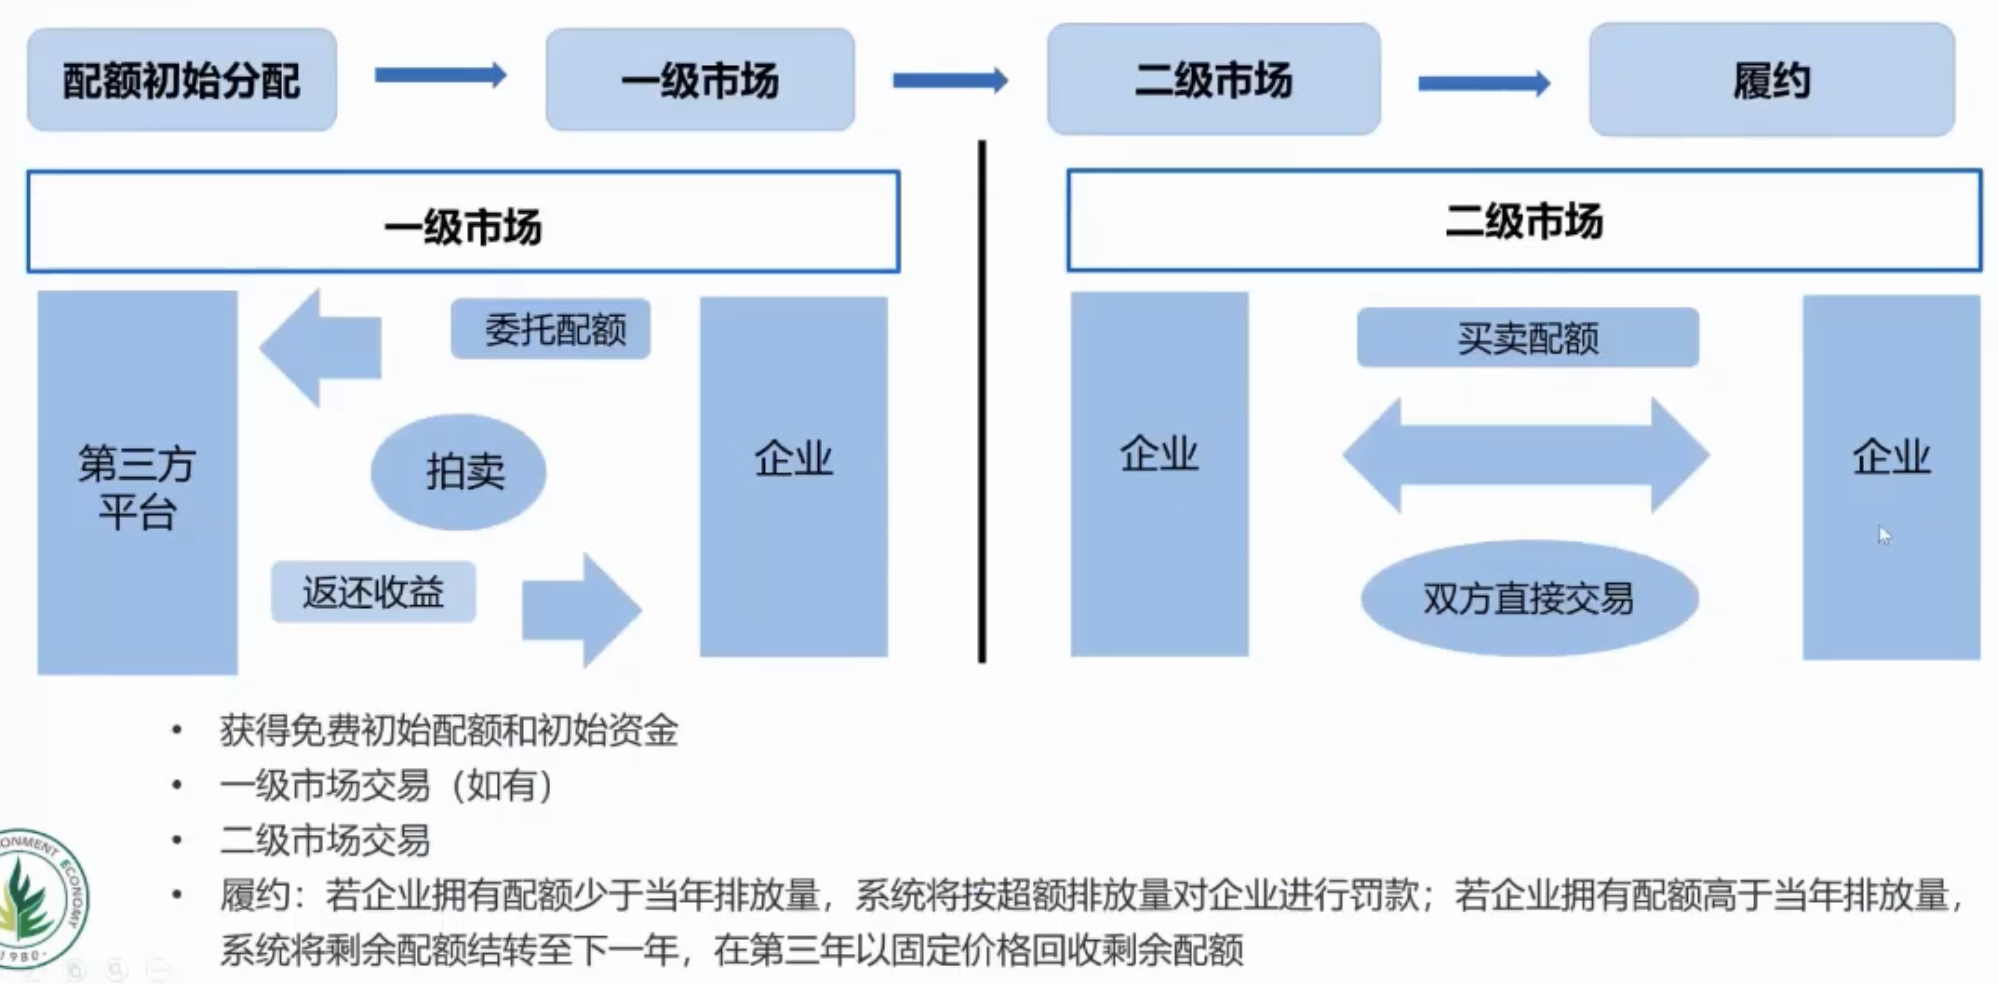 配额初始分配
一级市场
二级市场
履约
一级市场
二级市场
第三方
平台
委托配额
拍卖
返还收益
企业
企业
买卖配额
双方直接交易
企业
• 获得免费初始配额和初始资金
• 一级市场交易（如有）
• 二级市场交易
• 履约：若企业拥有配额少于当年排放量，系统将按超额排放量对企业进行罚款；若企业拥有配额高于当年排放量，
系统将剩余配额结转至下一年，在第三年以固定价格回收剩余配额
ONMENT ECONOMY
1980